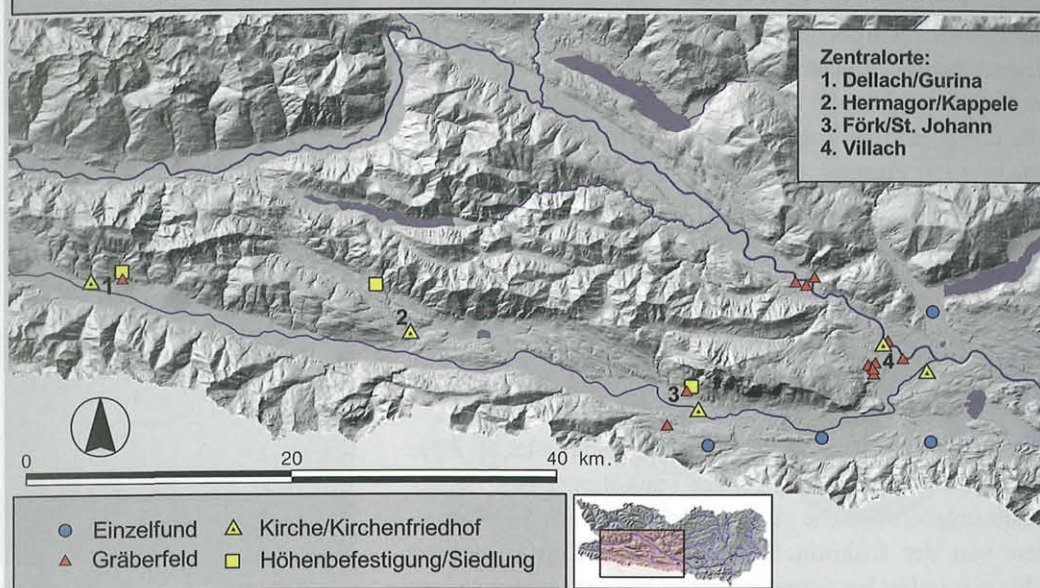 Zentralorte:
1. Dellach/Gurina
2. Hermagor/Kappele
3. Förk/St. Johann
4. Villach
1
2
3
4
0 20 40 km.
Einzelfund
Kirche/Kirchenfriedhof
Gräberfeld
Höhenbefestigung/Siedlung